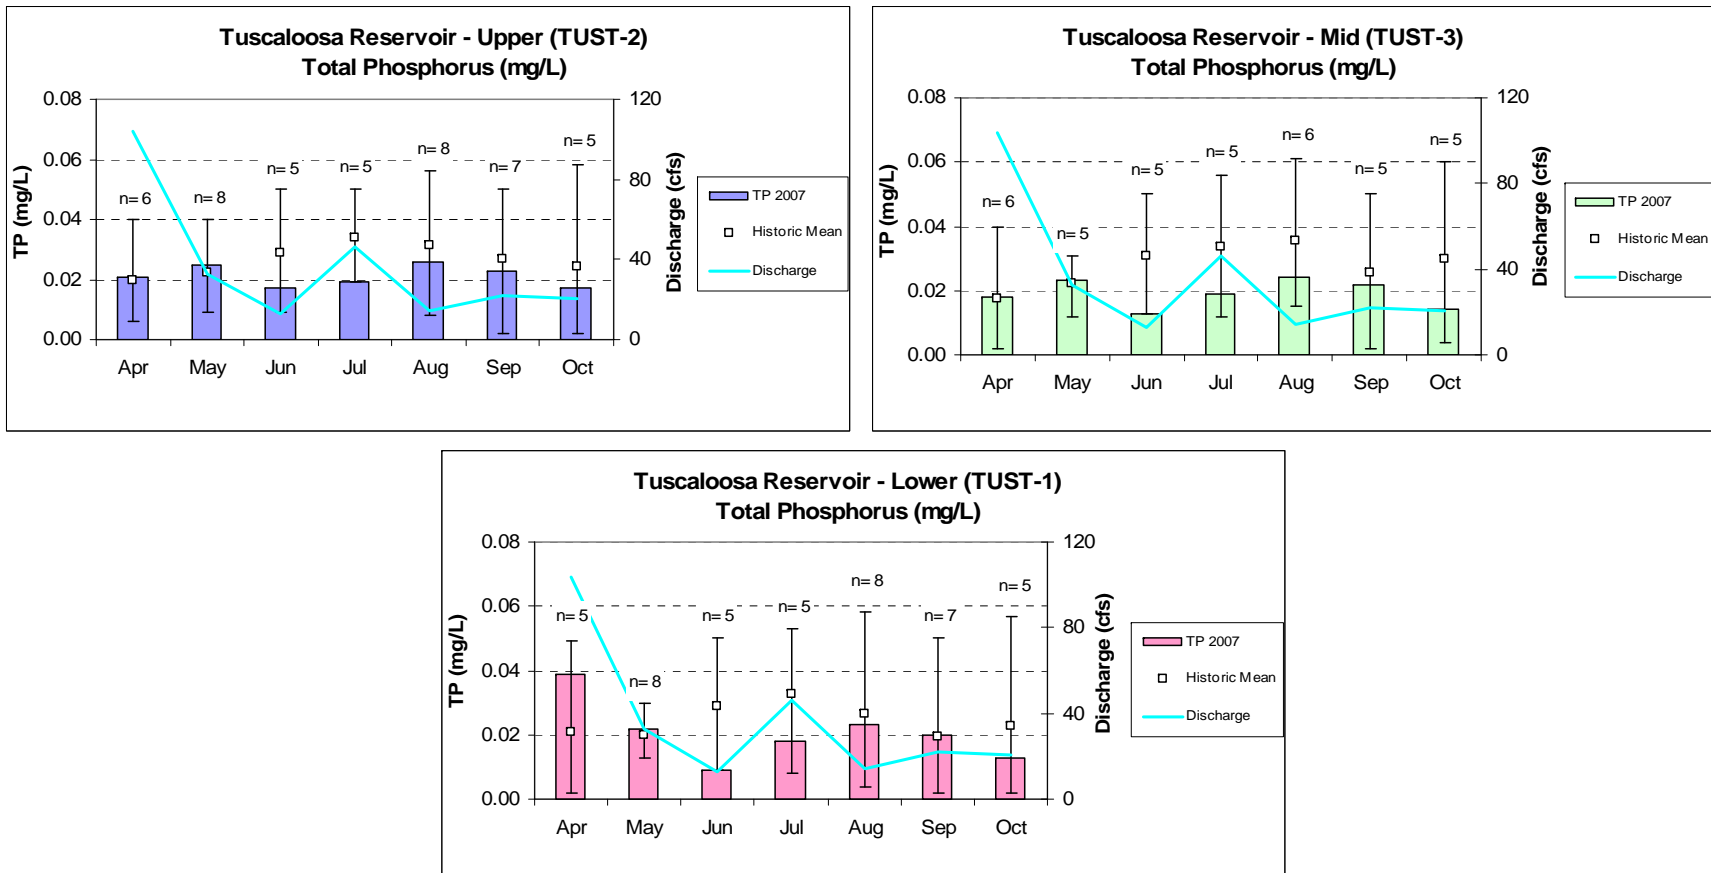 Tuscaloosa Reservoir - Upper (TUST-2)
Total Phosphorus (mg/L)
0.08
0.06
0.04
0.02
0.00
TP (mg/L)
n= 6
n= 8
n= 5
n= 5
n= 8
n= 7
n= 5
120
80
40
0
Discharge (cfs)
Apr May Jun Jul Aug Sep Oct
TP 2007
Historic Mean
Discharge
Tuscaloosa Reservoir - Mid (TUST-3)
Total Phosphorus (mg/L)
0.08
0.06
0.04
0.02
0.00
TP (mg/L)
n= 6
n= 5
n= 5
n= 5
n= 6
n= 5
n= 5
120
80
40
0
Discharge (cfs)
Apr May Jun Jul Aug Sep Oct
TP 2007
Historic Mean
Discharge
Tuscaloosa Reservoir - Lower (TUST-1)
Total Phosphorus (mg/L)
0.08
0.06
0.04
0.02
0.00
TP (mg/L)
n= 5
n= 8
n= 5
n= 5
n= 8
n= 7
n= 5
120
80
40
0
Discharge (cfs)
Apr May Jun Jul Aug Sep Oct
TP 2007
Historic Mean
Discharge